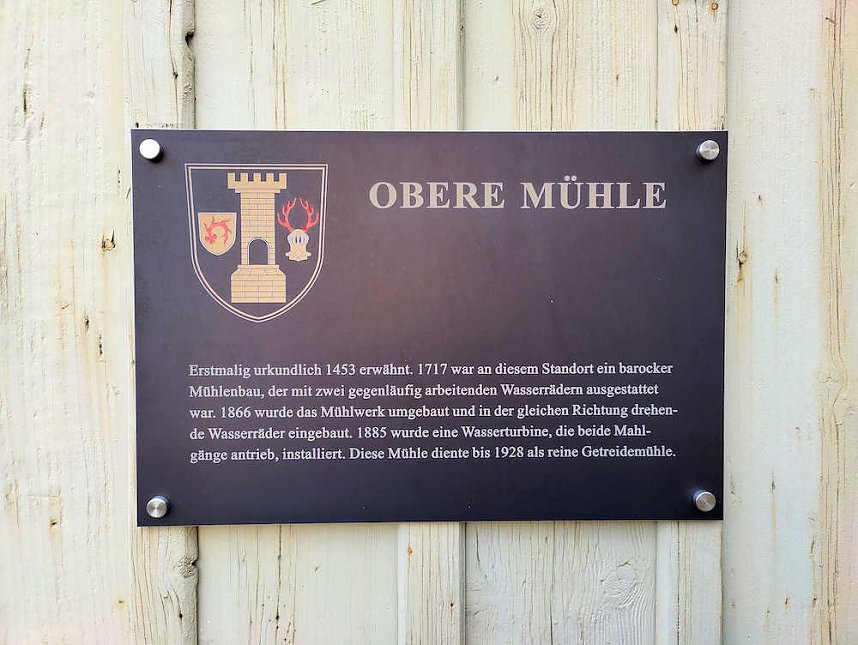 OBERE MÜHLE
Erstmalig urkundlich 1453 erwähnt. 1717 war an diesem Standort ein barocker
Mühlenbau, der mit zwei gegenläufig arbeitenden Wasserrädern ausgestattet
war. 1866 wurde das Mühlwerk umgebaut und in der gleichen Richtung drehen-
de Wasserräder eingebaut. 1885 wurde eine Wasserturbine, die beide Mahl-
gänge antrieb, installiert. Diese Mühle diente bis 1928 als reine Getreidemühle.